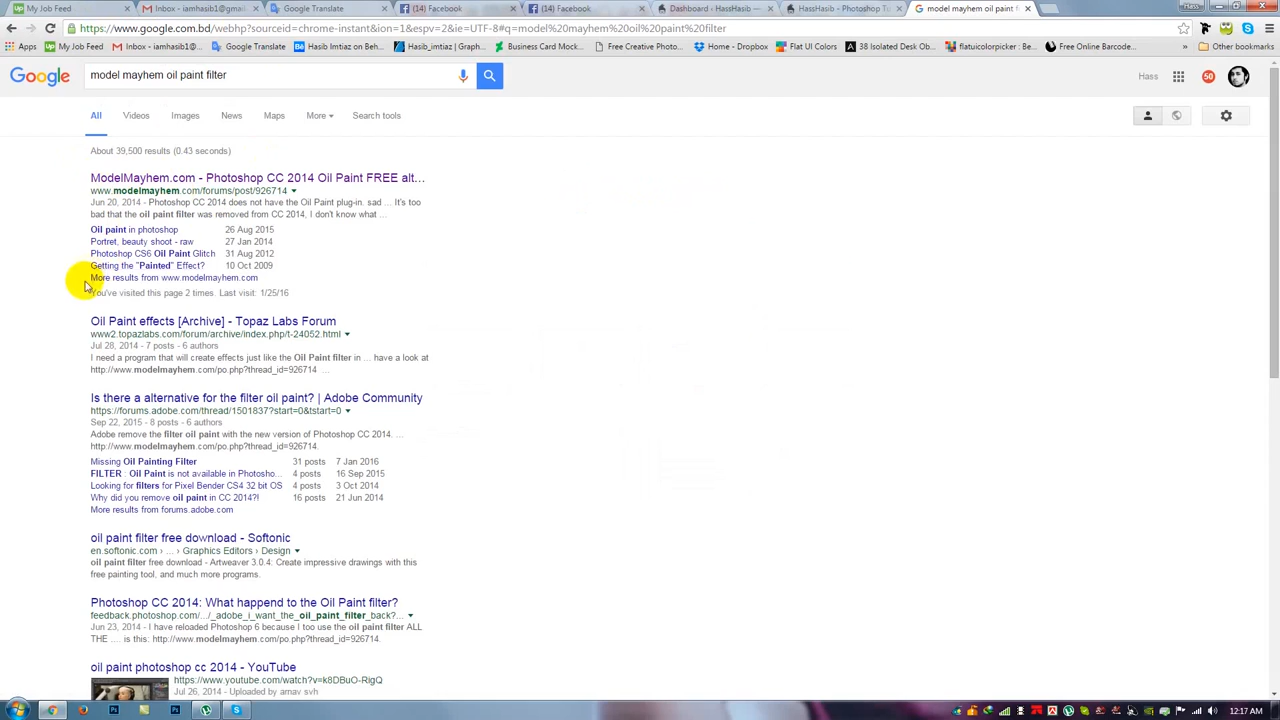 My Job Feed
Inbox - iamhasib1@gmail
Google Translate
(14) Facebook
(14) Facebook
Dashboard ‹ HassHasib —
HassHasib - Photoshop Tu
model mayhem oil paint fi
Hass
https://www.google.com.bd/webhp?sourceid=chrome-instant&ion=1&espv=2&ie=UTF-8#q=model%20mayhem%20oil%20paint%20filter
Apps
My Job Feed
Inbox - iamhasib1@gm
Google Translate
Hasib Imtiaz on Behan
Hasib_imtiaz | Graph...
Business Card Mock...
Home - Dropbox
Flat UI Colors
38 Isolated Desk Ob...
flatuicolorpicker : Be...
Free Online Barcode...
»
Other bookmarks
Google
model mayhem oil paint filter
Hass
50
All Videos Images News Maps More Search tools
About 39,500 results (0.43 seconds)
ModelMayhem.com - Photoshop CC 2014 Oil Paint FREE alt...
www.modelmayhem.com/forums/post/926714
Jun 20, 2014 - Photoshop CC 2014 does not have the Oil Paint plug-in. sad ... It's too
bad that the oil paint filter was removed from CC 2014, I don't know what ...
Oil paint in photoshop 26 Aug 2015
Portret, beauty shoot - raw 27 Jan 2014
Photoshop CS6 Oil Paint Glitch 31 Aug 2012
Getting the "Painted" Effect? 10 Oct 2009
More results from www.modelmayhem.com
You've visited this page 2 times. Last visit: 1/25/16
Oil Paint effects [Archive] - Topaz Labs Forum
www2.topazlabs.com/forum/archive/index.php/t-24052.html
Jul 28, 2014 - 7 posts - 6 authors
I need a program that will create effects just like the Oil Paint filter in ... have a look at
http://www.modelmayhem.com/po.php?thread_id=926714 ...
Is there a alternative for the filter oil paint? | Adobe Community
https://forums.adobe.com/thread/1501837?start=0&tstart=0
Sep 22, 2015 - 8 posts - 6 authors
Adobe remove the filter oil paint with the new version of Photoshop CC 2014. ...
http://www.modelmayhem.com/po.php?thread_id=926714.
Missing Oil Painting Filter 31 posts 7 Jan 2016
FILTER : Oil Paint is not available in Photosho... 4 posts 16 Sep 2015
Looking for filters for Pixel Bender CS4 32 bit OS 4 posts 3 Oct 2014
Why did you remove oil paint in CC 2014?! 16 posts 21 Jun 2014
More results from forums.adobe.com
oil paint filter free download - Softonic
en.softonic.com › ... › Graphics Editors › Design
oil paint filter free download - Artweaver 3.0.4: Create impressive drawings with this
free painting tool, and much more programs.
Photoshop CC 2014: What happend to the Oil Paint filter?
feedback.photoshop.com/.../_adobe_i_want_the_oil_paint_filter_back?...
Jun 23, 2014 - I have reloaded Photoshop 6 because I too use the oil paint filter ALL
THE .... is this: http://www.modelmayhem.com/po.php?thread_id=926714.
oil paint photoshop cc 2014 - YouTube
https://www.youtube.com/watch?v=k8DBuO-RigQ
Jul 26, 2014 - Uploaded by arnav svh
12:17 AM